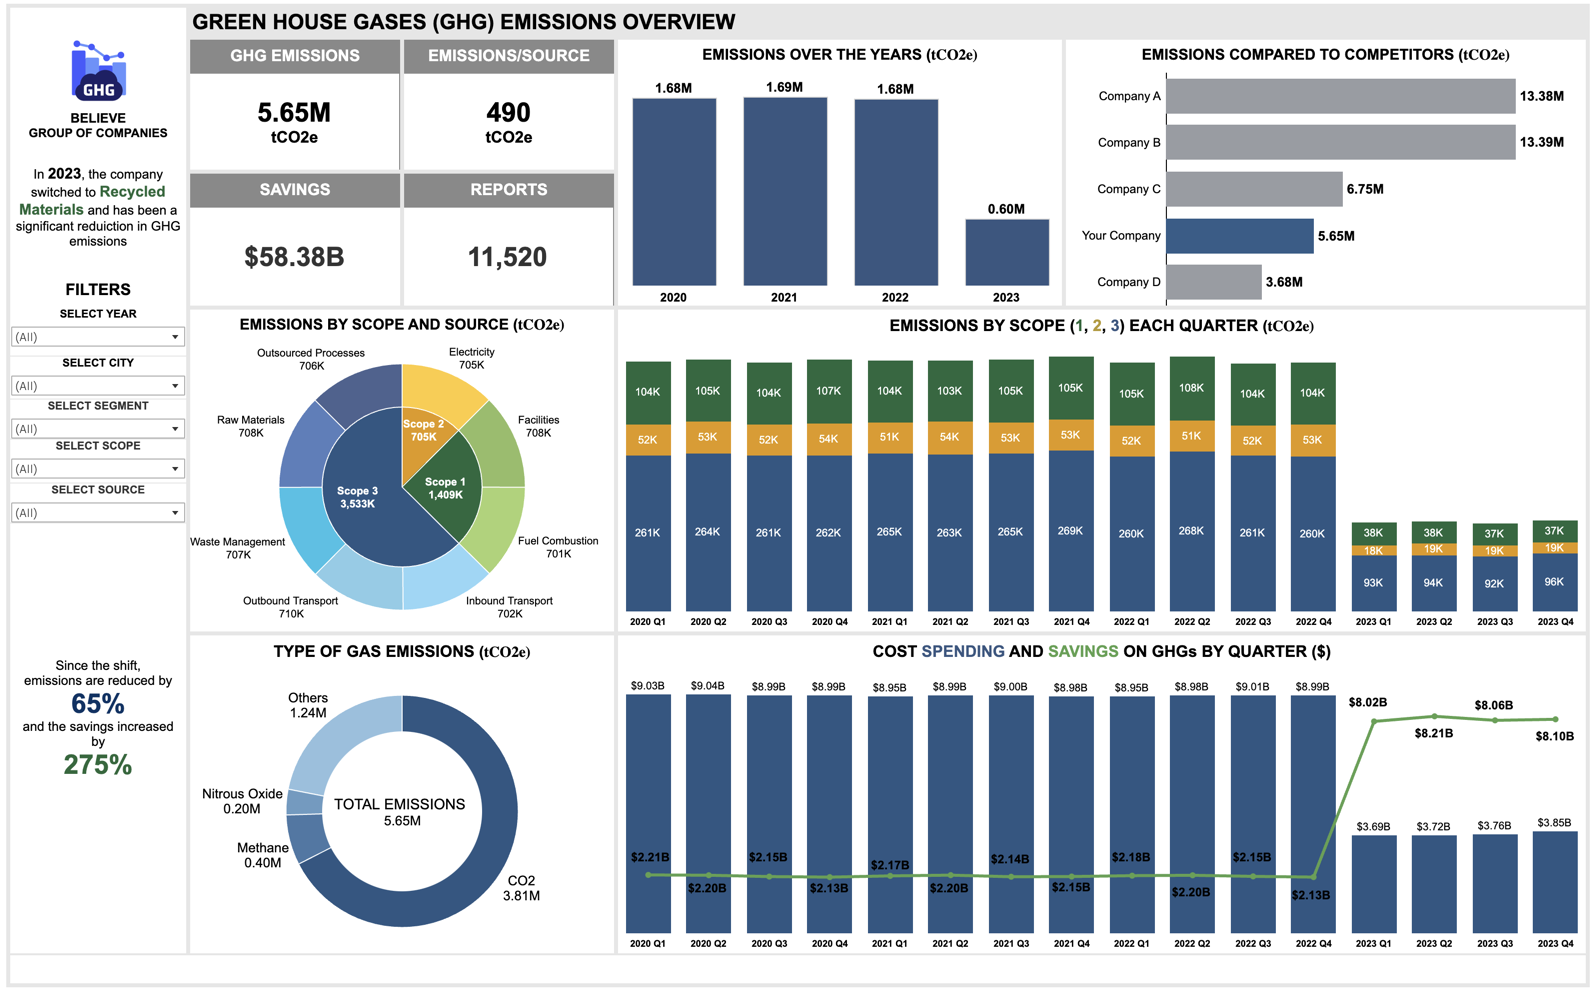 GREEN HOUSE GASES (GHG) EMISSIONS OVERVIEW
GHG
BELIEVE
GROUP OF COMPANIES
In 2023, the company
switched to Recycled
Materials and has been a
significant reduction in GHG
emissions
FILTERS
SELECT YEAR
(All)
SELECT CITY
(All)
SELECT SEGMENT
(All)
SELECT SCOPE
(All)
SELECT SOURCE
(All)
Since the shift,
emissions are reduced by
65%
and the savings increased
by
275%
GHG EMISSIONS
5.65M
tCO2e
EMISSIONS/SOURCE
490
tCO2e
SAVINGS
$58.38B
REPORTS
11,520
EMISSIONS OVER THE YEARS (tCO2e)
1.68M
1.69M
1.68M
0.60M
2020
2021
2022
2023
EMISSIONS COMPARED TO COMPETITORS (tCO2e)
Company A
13.38M
Company B
13.39M
Company C
6.75M
Your Company
5.65M
Company D
3.68M
EMISSIONS BY SCOPE AND SOURCE (tCO2e)
Outsourced Processes
706K
Electricity
705K
Raw Materials
708K
Facilities
708K
Scope 2
705K
Scope 1
1,409K
Scope 3
3,533K
Waste Management
707K
Fuel Combustion
701K
Outbound Transport
710K
Inbound Transport
702K
EMISSIONS BY SCOPE (1, 2, 3) EACH QUARTER (tCO2e)
104K 105K 104K 107K 104K 103K 105K 105K 105K 108K 104K 104K
52K 53K 52K 54K 51K 54K 53K 53K 52K 51K 52K 53K
261K 264K 261K 262K 265K 263K 265K 269K 260K 268K 261K 260K
38K 38K 37K 37K
18K 19K 19K 19K
93K 94K 92K 96K
2020 Q1 2020 Q2 2020 Q3 2020 Q4 2021 Q1 2021 Q2 2021 Q3 2021 Q4 2022 Q1 2022 Q2 2022 Q3 2022 Q4 2023 Q1 2023 Q2 2023 Q3 2023 Q4
TYPE OF GAS EMISSIONS (tCO2e)
Others
1.24M
Nitrous Oxide
0.20M
Methane
0.40M
TOTAL EMISSIONS
5.65M
CO2
3.81M
COST SPENDING AND SAVINGS ON GHGs BY QUARTER ($)
$9.03B $9.04B $8.99B $8.99B $8.95B $8.99B $9.00B $8.98B $8.95B $8.98B $9.01B $8.99B
$8.02B $8.21B $8.06B $8.10B
$3.69B $3.72B $3.76B $3.85B
$2.21B $2.20B $2.15B $2.13B $2.17B $2.20B $2.14B $2.15B $2.18B $2.20B $2.15B $2.13B
2020 Q1 2020 Q2 2020 Q3 2020 Q4 2021 Q1 2021 Q2 2021 Q3 2021 Q4 2022 Q1 2022 Q2 2022 Q3 2022 Q4 2023 Q1 2023 Q2 2023 Q3 2023 Q4